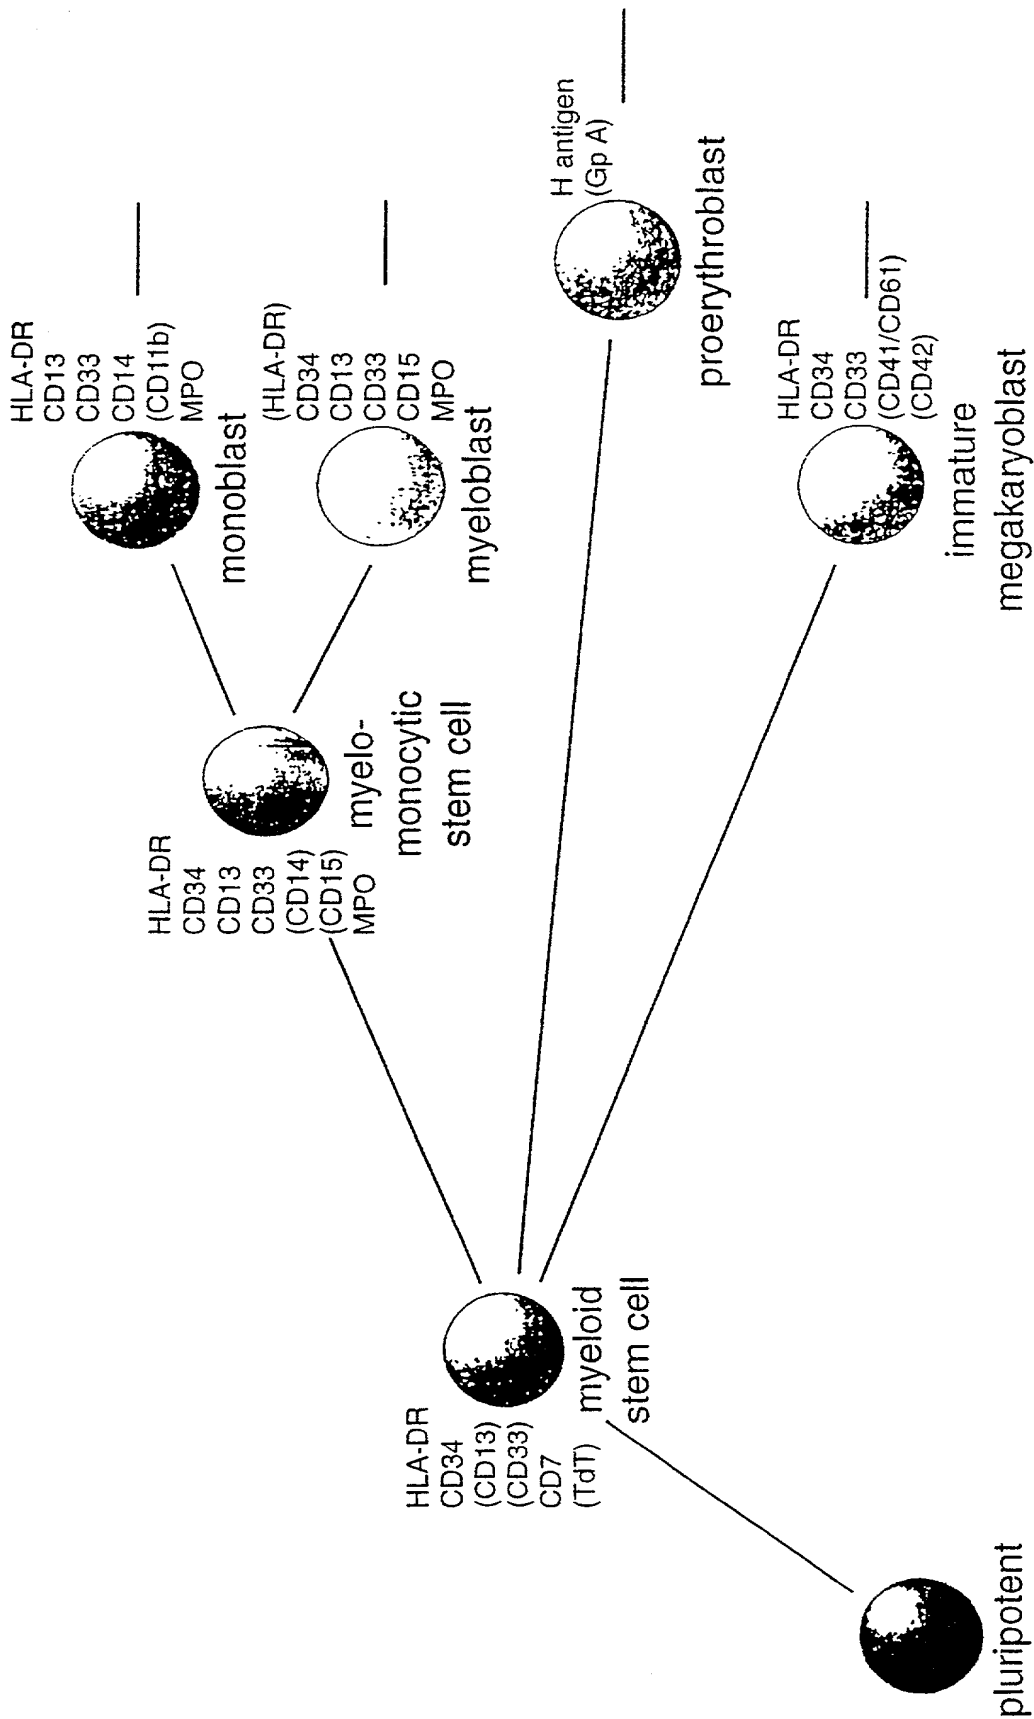 HLA-DR
CD13
CD33
CD14
(CD11b)
MPO
monoblast
(HLA-DR)
CD34
CD13
CD33
CD15
MPO
myeloblast
HLA-DR
CD34
CD13
CD33
(CD14)
(CD15)
MPO
myelo-
monocytic
stem cell
H antigen
(Gp A)
proerythroblast
HLA-DR
CD34
CD33
(CD41/CD61)
(CD42)
immature
megakaryoblast
HLA-DR
CD34
(CD13)
(CD33)
CD7
(TdT)
myeloid
stem cell
pluripotent